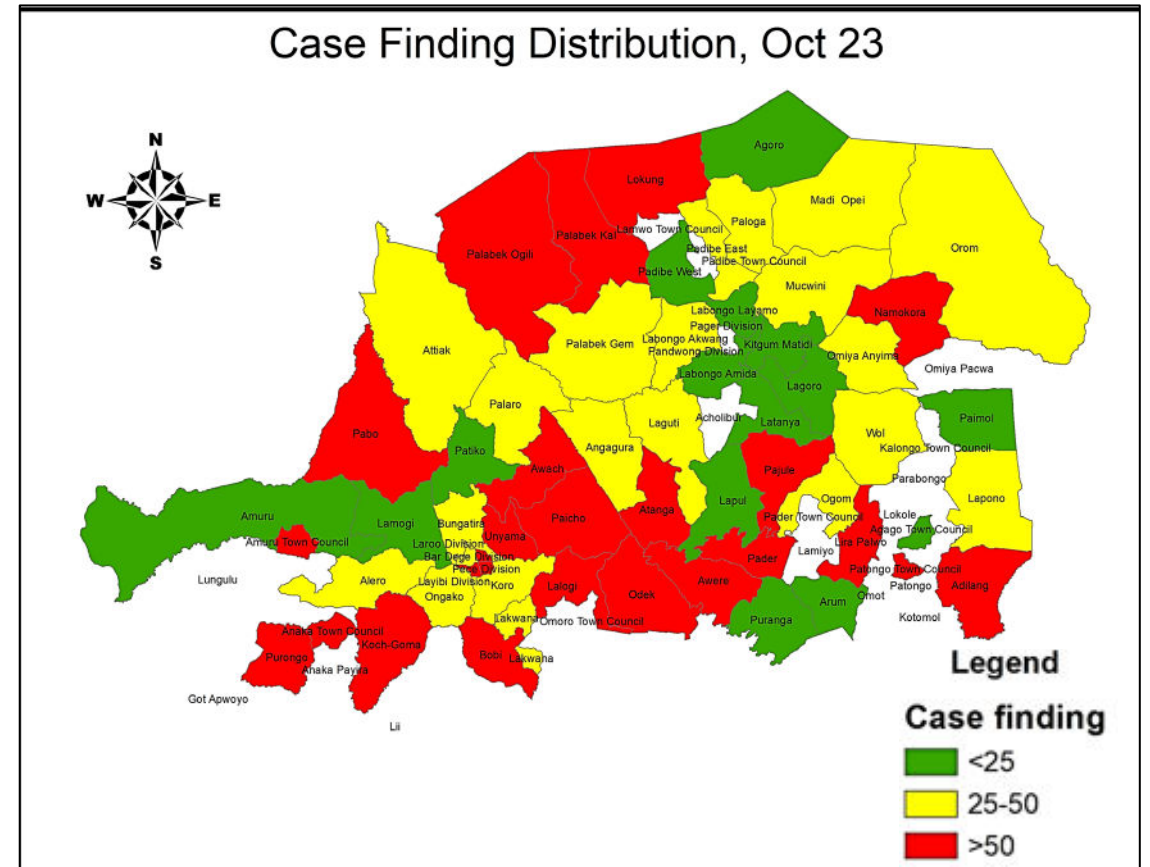 Case Finding Distribution, Oct 23
N
W
E
S
Agoro
Lokung
Madi Opei
Paloga
Lamwo Town Council
Palabek Kal
Orom
Palabek Ogili
Padibe East
Padibe Town Council
Padibe West
Mucwini
Labongo Layamo
Namokora
Pager Division
Labongo Akwang
Kitgum Matidi
Palabek Gem
Attiak
Pandwong Division
Omiya Anyima
Omiya Pacwa
Labongo Amida
Lagoro
Palaro
Acholibur
Latanya
Paimol
Laguti
Pabo
Wol
Angagura
Kalongo Town Council
Patiko
Awach
Pajule
Parabongo
Lapul
Ogom
Lapono
Atanga
Amuru
Lamogi
Bungatira
Paicho
Pader Town Council
Lokole
Agago Town Council
Unyama
Amuru Town Council
Laroo Division
Lira Palwo
Lamiyo
Bar Dege Division
Pader
Pece Division
Palongo Town Council
Lungulu
Alero
Layibi Division
Koro
Lalogi
Awere
Patongo
Adilang
Ongako
Odek
Arum
Omot
Lakwana
Omoro Town Council
Puranga
Kotomol
Anaka Town Council
Koch-Goma
Purongo
Bobi
Lakwana
Anaka Payira
Got Apwoyo
Lii
Legend
Case finding
<25
25-50
>50